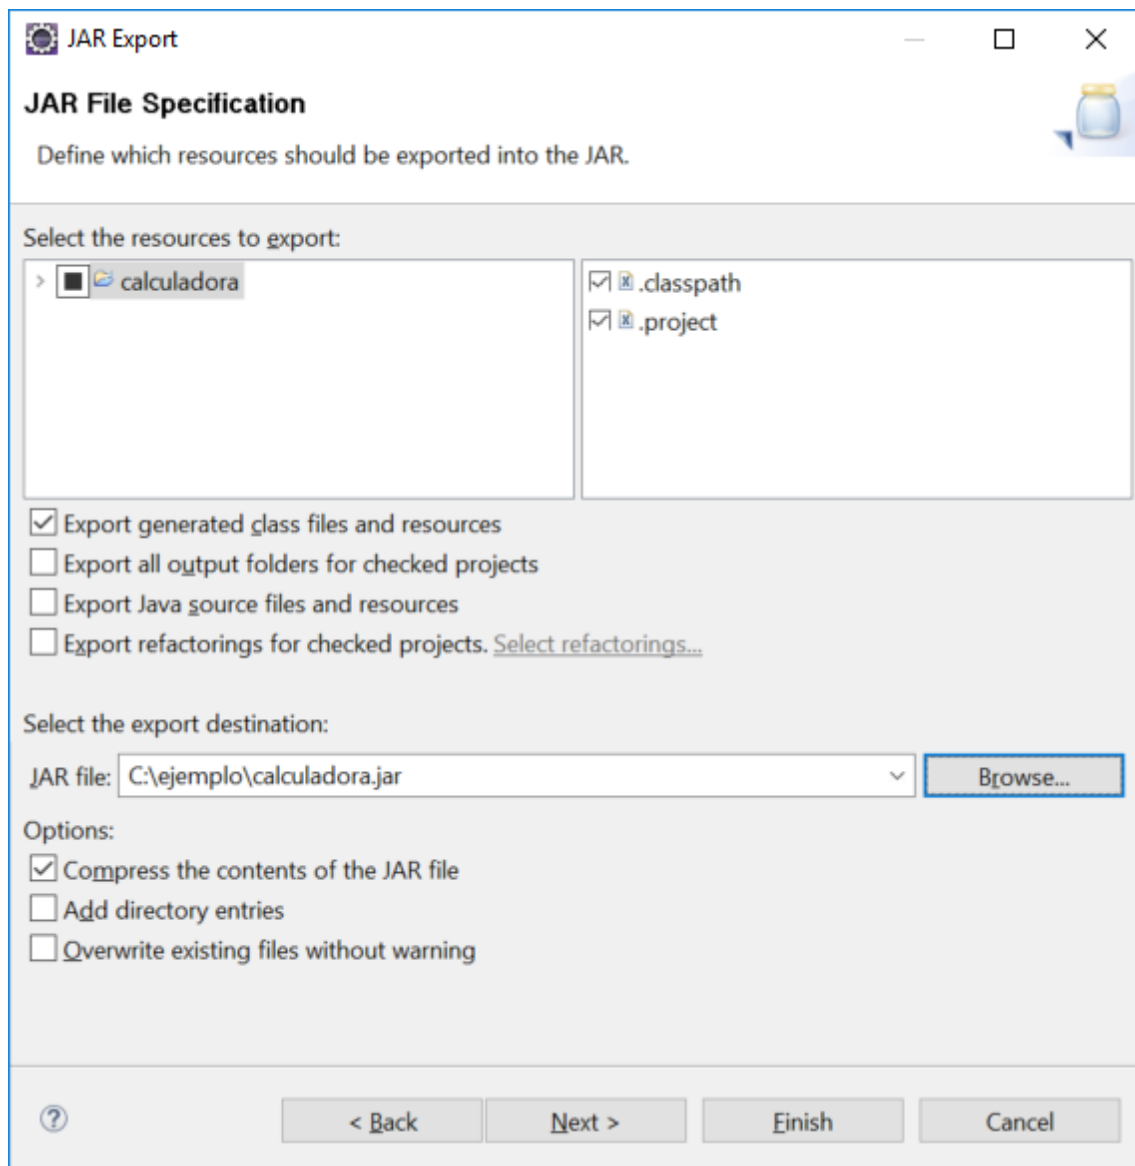 JAR Export
JAR File Specification
Define which resources should be exported into the JAR.
Select the resources to export:
calculadora
.classpath
.project
Export generated class files and resources
Export all output folders for checked projects
Export Java source files and resources
Export refactorings for checked projects. Select refactorings...
Select the export destination:
JAR file: C:\ejemplo\calculadora.jar Browse...
Options:
Compress the contents of the JAR file
Add directory entries
Overwrite existing files without warning
? < Back Next > Finish Cancel